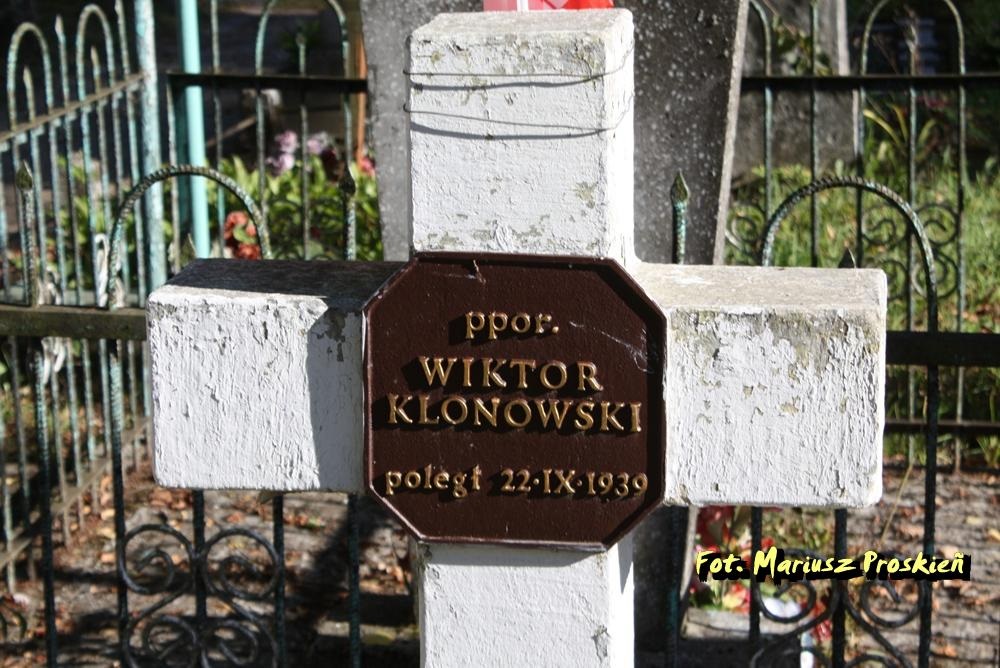 ppor.
WIKTOR
KLONOWSKI
poległ 22·IX·1939
Fot. Mariusz Proskień